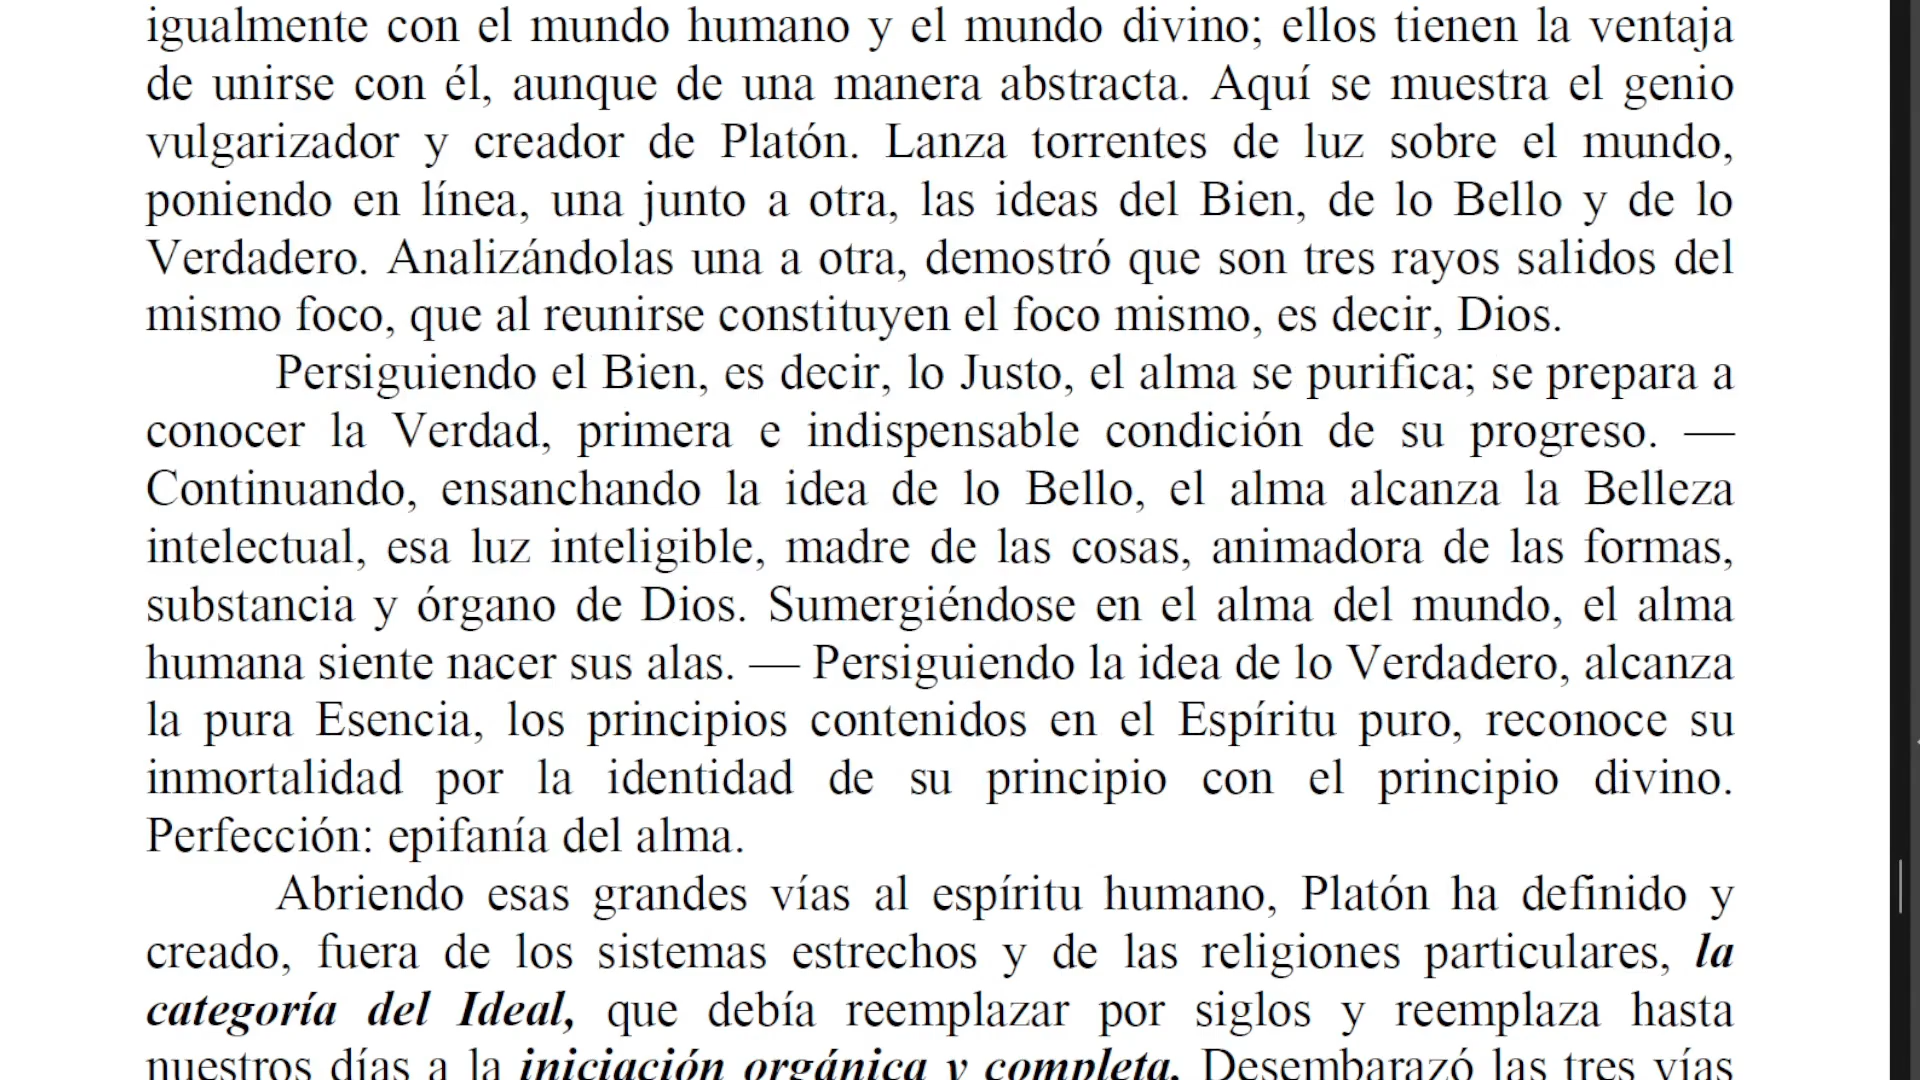 igualmente con el mundo humano y el mundo divino; ellos tienen la ventaja
de unirse con él, aunque de una manera abstracta. Aquí se muestra el genio
vulgarizador y creador de Platón. Lanza torrentes de luz sobre el mundo,
poniendo en línea, una junto a otra, las ideas del Bien, de lo Bello y de lo
Verdadero. Analizándolas una a otra, demostró que son tres rayos salidos del
mismo foco, que al reunirse constituyen el foco mismo, es decir, Dios.
Persiguiendo el Bien, es decir, lo Justo, el alma se purifica; se prepara a
conocer la Verdad, primera e indispensable condición de su progreso. —
Continuando, ensanchando la idea de lo Bello, el alma alcanza la Belleza
intelectual, esa luz inteligible, madre de las cosas, animadora de las formas,
substancia y órgano de Dios. Sumergiéndose en el alma del mundo, el alma
humana siente nacer sus alas. — Persiguiendo la idea de lo Verdadero, alcanza
la pura Esencia, los principios contenidos en el Espíritu puro, reconoce su
inmortalidad por la identidad de su principio con el principio divino.
Perfección: epifanía del alma.
Abriendo esas grandes vías al espíritu humano, Platón ha definido y
creado, fuera de los sistemas estrechos y de las religiones particulares, la
categoría del Ideal, que debía reemplazar por siglos y reemplaza hasta
nuestros días a la iniciación orgánica y completa. Desembarazó las tres vías